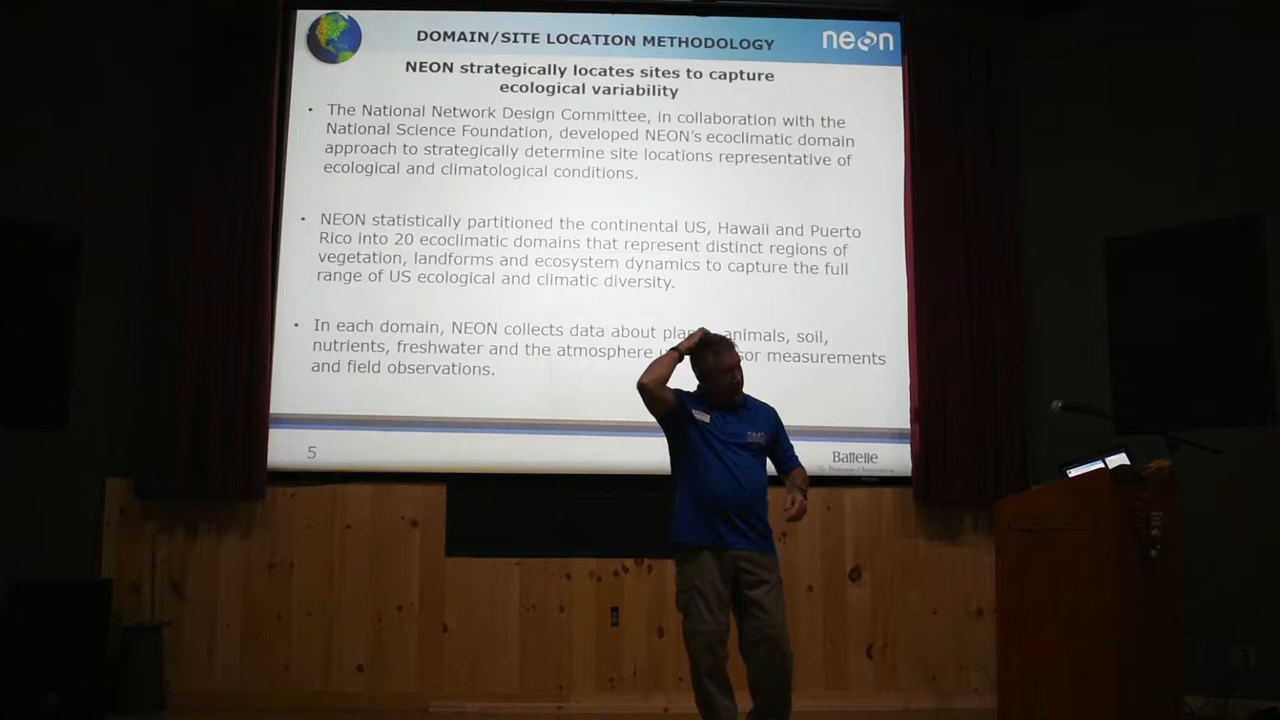 DOMAIN/SITE LOCATION METHODOLOGY
neon
NEON strategically locates sites to capture
ecological variability
• The National Network Design Committee, in collaboration with the
National Science Foundation, developed NEON's ecoclimatic domain
approach to strategically determine site locations representative of
ecological and climatological conditions.
• NEON statistically partitioned the continental US, Hawaii and Puerto
Rico into 20 ecoclimatic domains that represent distinct regions of
vegetation, landforms and ecosystem dynamics to capture the full
range of US ecological and climatic diversity.
• In each domain, NEON collects data about animals, soil,
nutrients, freshwater and the atmosphere measurements
and field observations.
5
Battelle